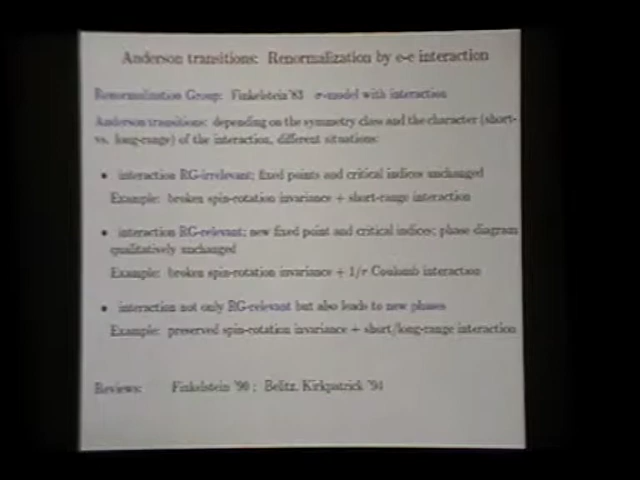 Anderson transitions: Renormalization by e-e interaction
Renormalization Group: Finkelstein'83 σ-model with interaction
Anderson transitions: depending on the symmetry class and the character (short-
vs. long-range) of the interaction, different situations:
• interaction RG-irrelevant; fixed points and critical indices unchanged
Example: broken spin-rotation invariance + short-range interaction
• interaction RG-relevant; new fixed point and critical indices; phase diagram
qualitatively unchanged
Example: broken spin-rotation invariance + 1/r Coulomb interaction
• interaction not only RG-relevant but also leads to new phases
Example: preserved spin-rotation invariance + short/long-range interaction
Reviews: Finkelstein '90 ; Belitz, Kirkpatrick '94